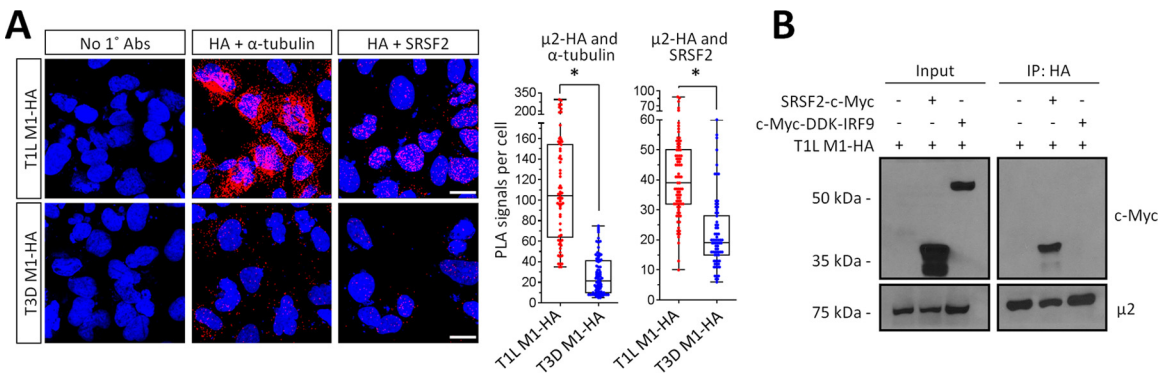 A
No 1˚ Abs
HA + α-tubulin
HA + SRSF2
T1L M1-HA
T3D M1-HA
μ2-HA and
α-tubulin
*
PLA signals per cell
350
250
150
160
140
120
100
80
60
40
20
0
T1L M1-HA
T3D M1-HA
μ2-HA and
SRSF2
*
100
90
80
70
60
50
40
30
20
10
0
T1L M1-HA
T3D M1-HA
B
Input
IP: HA
SRSF2-c-Myc - + - - + -
c-Myc-DDK-IRF9 - - + - - +
T1L M1-HA + + + + + +
50 kDa -
35 kDa -
c-Myc
75 kDa -
μ2